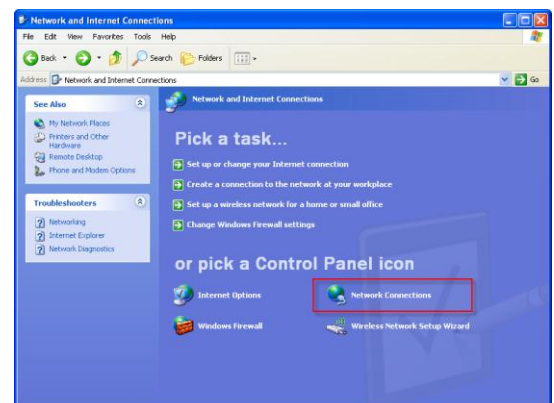 Network and Internet Connections
File Edit View Favorites Tools Help
Back Search Folders
Address Network and Internet Connections Go
See Also
My Network Places
Printers and Other
Hardware
Remote Desktop
Phone and Modem Options
Troubleshooters
Networking
Internet Explorer
Network Diagnostics
Network and Internet Connections
Pick a task...
Set up or change your Internet connection
Create a connection to the network at your workplace
Set up a wireless network for a home or small office
Change Windows Firewall settings
or pick a Control Panel icon
Internet Options Network Connections
Windows Firewall Wireless Network Setup Wizard